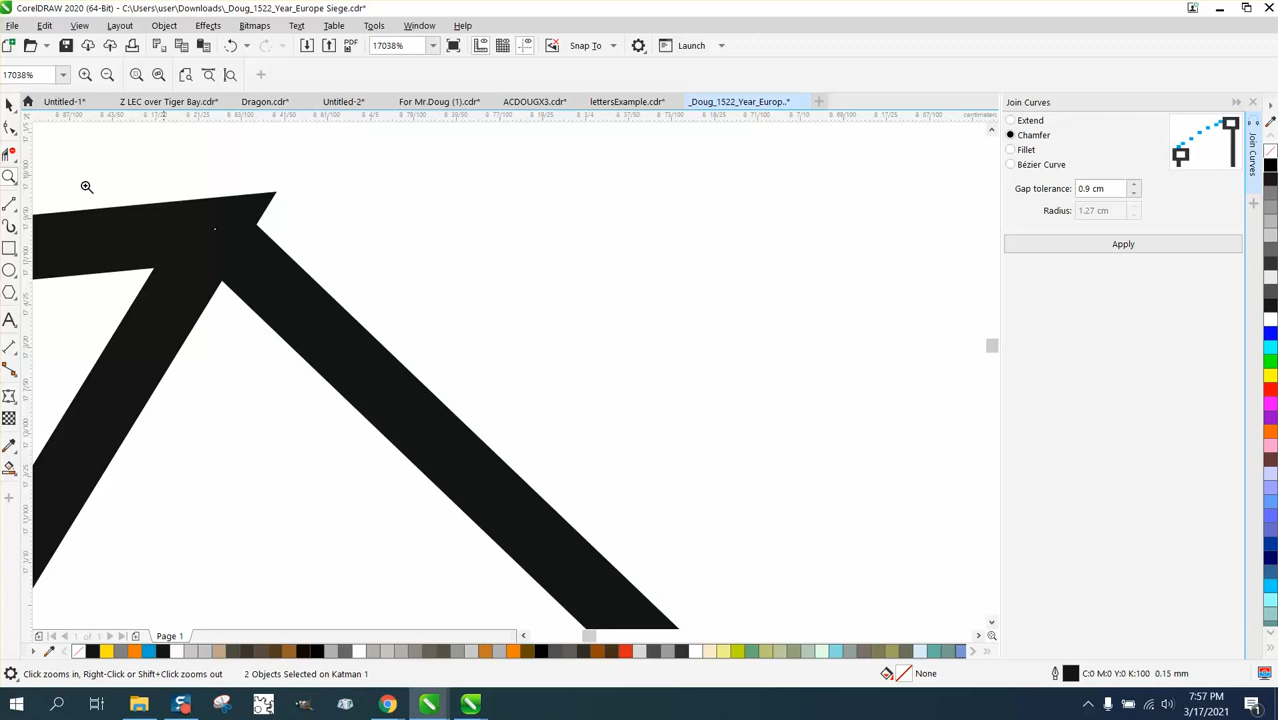 CorelDRAW 2020 (64-Bit) - C:\Users\user\Downloads\_Doug_1522_Year_Europe Siege.cdr*
File Edit View Layout Object Effects Bitmaps Text Table Tools Window Help
PDF 17038% Snap To Launch
17038%
Untitled-1* Z LEC over Tiger Bay.cdr* Dragon.cdr* Untitled-2* For Mr.Doug (1).cdr* ACDOUGX3.cdr* lettersExample.cdr* _Doug_1522_Year_Europ..*
centimeters
Join Curves
Extend
Chamfer
Fillet
Bézier Curve
Gap tolerance: 0.9 cm
Radius: 1.27 cm
Apply
Join Curves
1 of 1 Page 1
Click zooms in, Right-Click or Shift+Click zooms out 2 Objects Selected on Katman 1 None C:0 M:0 Y:0 K:100 0.15 mm
7:57 PM
3/17/2021